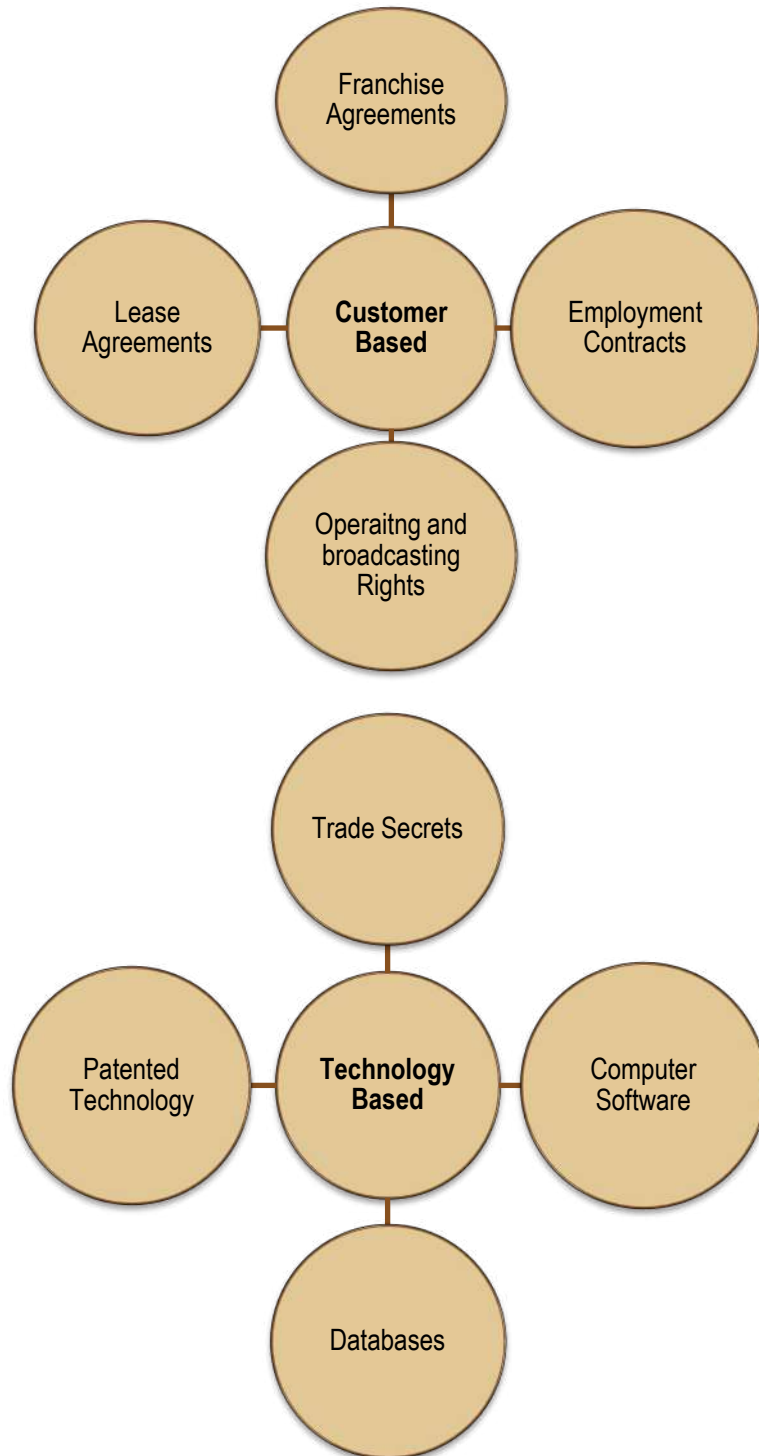 Franchise
Agreements
Lease
Agreements
Customer
Based
Employment
Contracts
Operaitng and
broadcasting
Rights
Trade Secrets
Patented
Technology
Technology
Based
Computer
Software
Databases